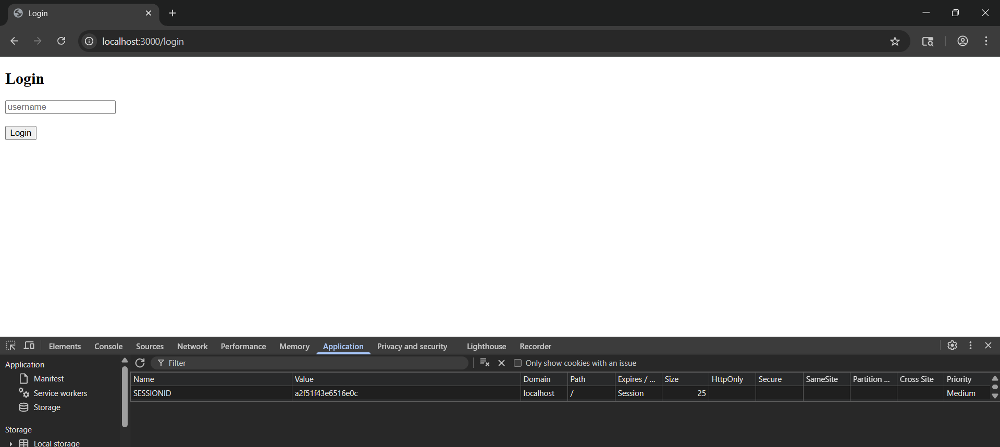 Login
localhost:3000/login
Login
username
Login
Elements Console Sources Network Performance Memory Application Privacy and security Lighthouse Recorder
Application
Manifest
Service workers
Storage
Storage
Local storage
Filter Only show cookies with an issue
Name Value Domain Path Expires / ... Size HttpOnly Secure SameSite Partition ... Cross Site Priority
SESSIONID a2f51f43e6516e0c localhost / Session 25 Medium